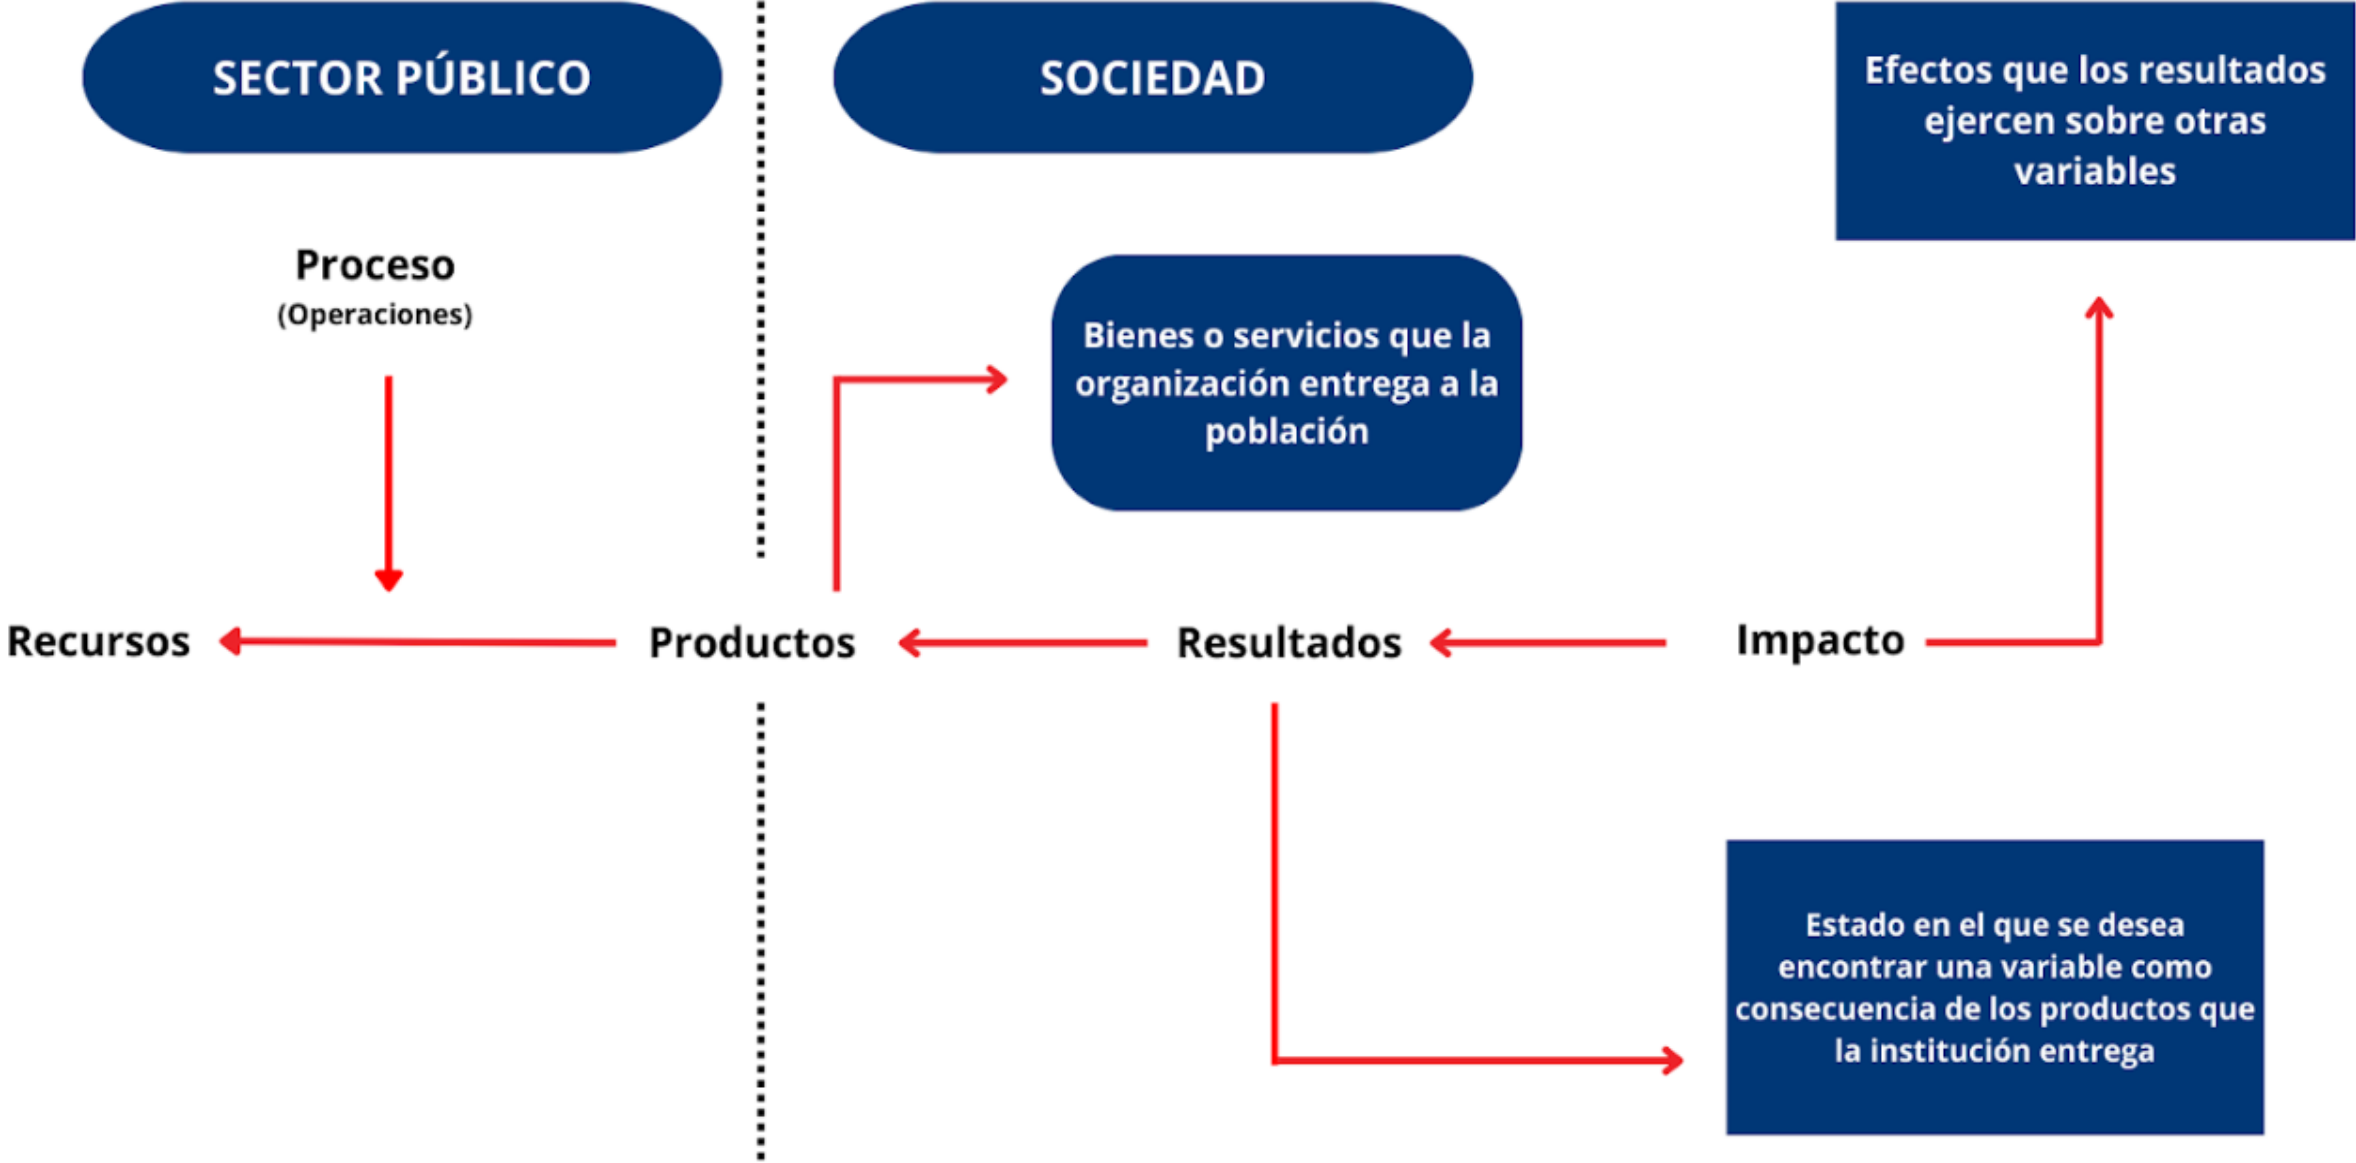 SECTOR PÚBLICO
SOCIEDAD
Efectos que los resultados
ejercen sobre otras
variables
Proceso
(Operaciones)
Bienes o servicios que la
organización entrega a la
población
Recursos
Productos
Resultados
Impacto
Estado en el que se desea
encontrar una variable como
consecuencia de los productos que
la institución entrega